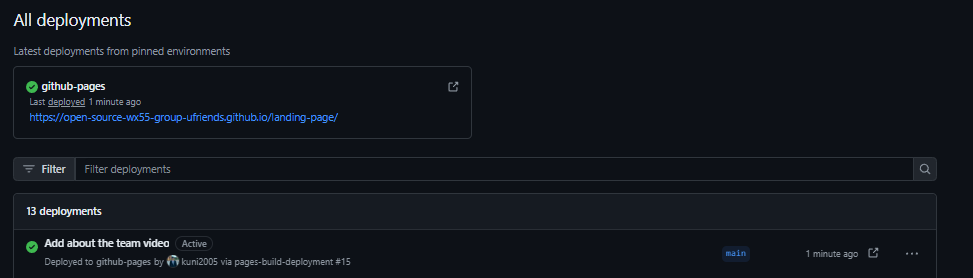 All deployments
Latest deployments from pinned environments
github-pages
Last deployed 1 minute ago
https://open-source-wx55-group-ufriends.github.io/landing-page/
Filter Filter deployments
13 deployments
Add about the team video Active
Deployed to github-pages by kuni2005 via pages-build-deployment #15 main 1 minute ago